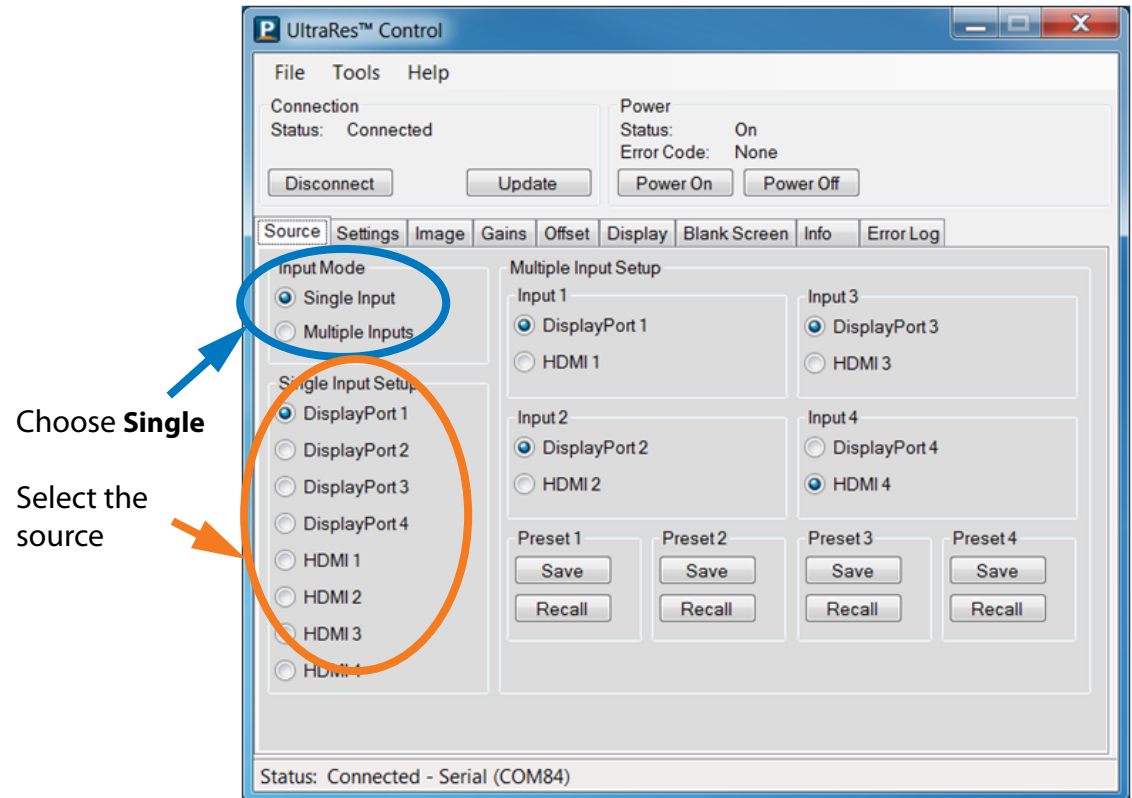 UltraRes™ Control
File Tools Help
Connection
Status: Connected
Disconnect Update
Power
Status: On
Error Code: None
Power On Power Off
Source Settings Image Gains Offset Display Blank Screen Info Error Log
Input Mode
Single Input
Multiple Inputs
Choose Single
Single Input Setup
DisplayPort 1
DisplayPort 2
DisplayPort 3
DisplayPort 4
HDMI 1
HDMI 2
HDMI 3
HDMI 4
Select the
source
Multiple Input Setup
Input 1
DisplayPort 1
HDMI 1
Input 3
DisplayPort 3
HDMI 3
Input 2
DisplayPort 2
HDMI 2
Input 4
DisplayPort 4
HDMI 4
Preset 1
Save
Recall
Preset 2
Save
Recall
Preset 3
Save
Recall
Preset 4
Save
Recall
Status: Connected - Serial (COM84)